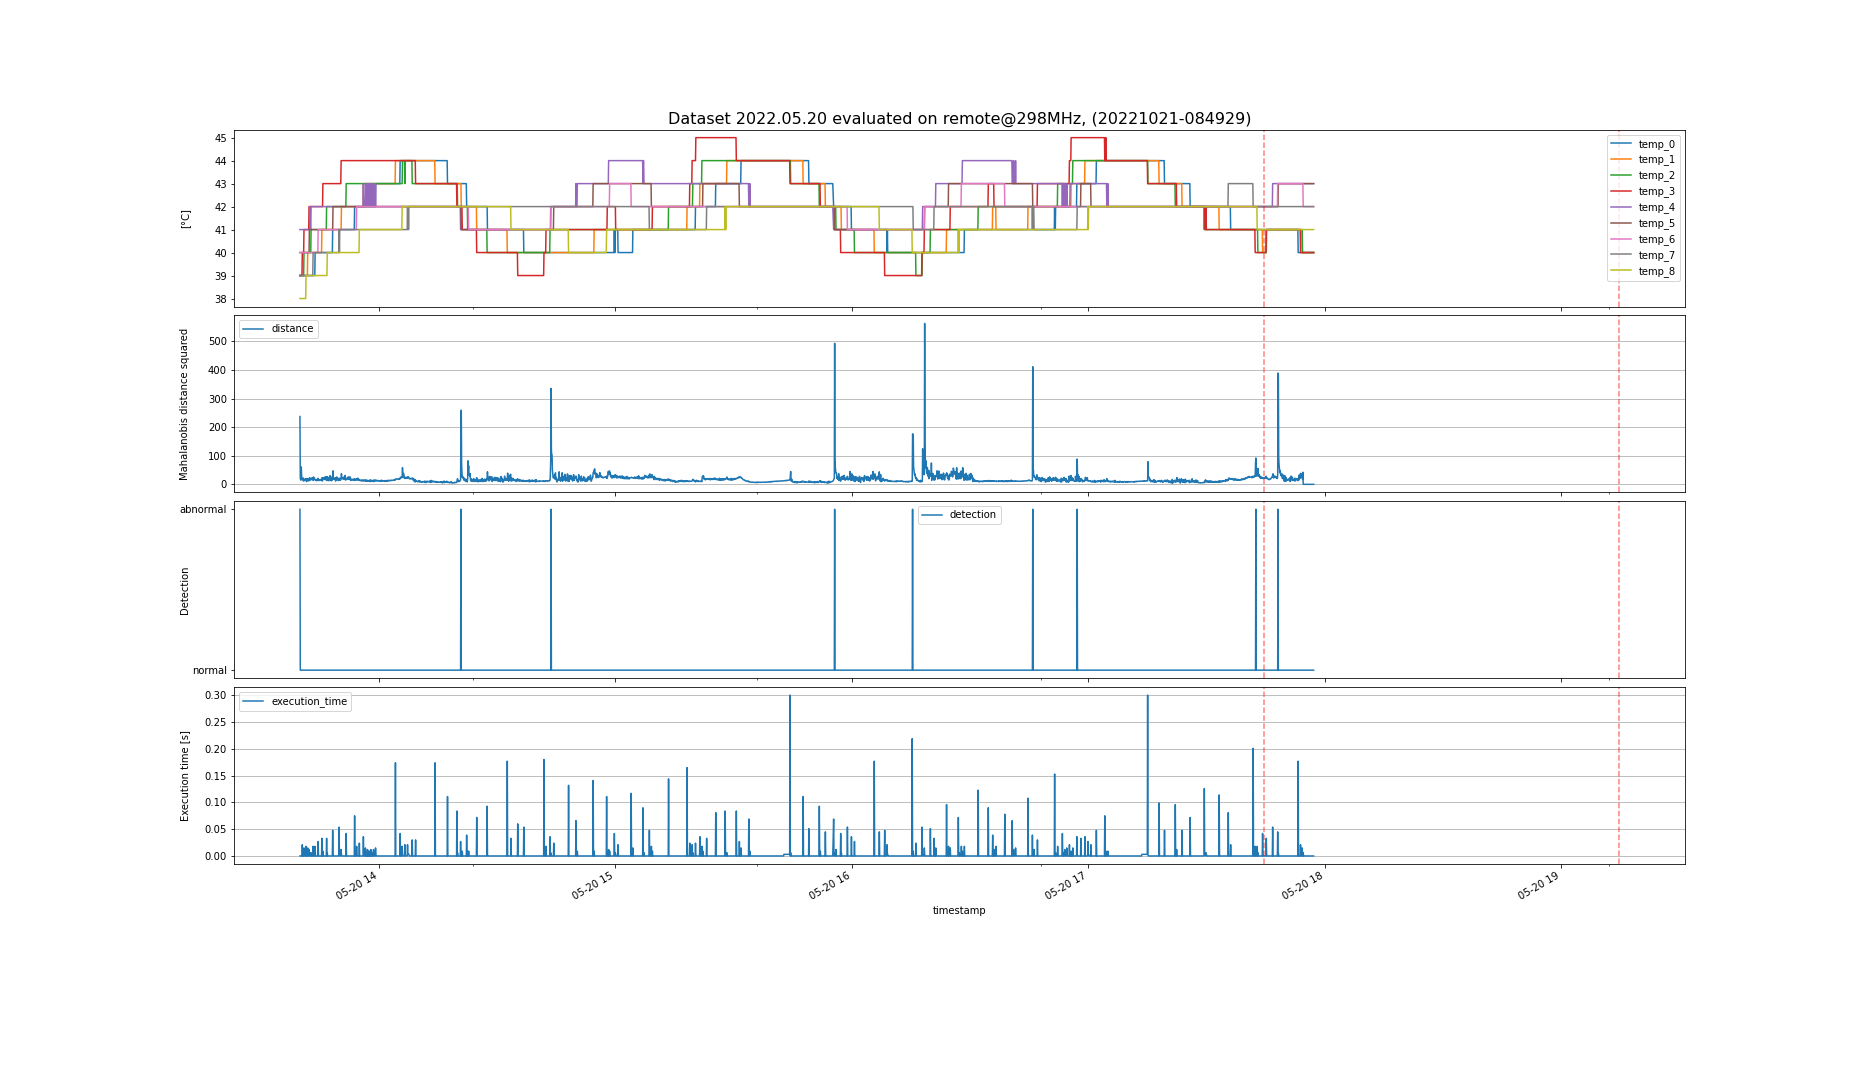 Dataset 2022.05.20 evaluated on remote@298MHz, (20221021-084929)
45
44
43
42
41
40
39
38
[°C]
temp_0
temp_1
temp_2
temp_3
temp_4
temp_5
temp_6
temp_7
temp_8
distance
500
400
300
200
100
0
Mahalanobis distance squared
detection
abnormal
normal
Detection
execution_time
0.30
0.25
0.20
0.15
0.10
0.05
0.00
Execution time [s]
05-20 14
05-20 15
05-20 16
05-20 17
05-20 18
05-20 19
timestamp